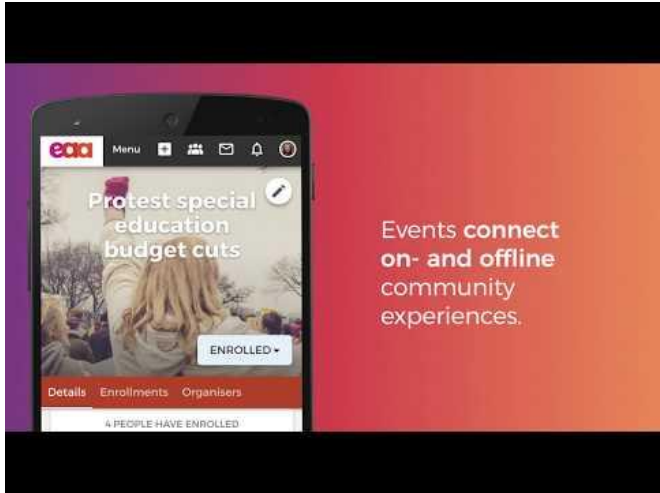 eaa
Menu
Protest special
education
budget cuts
ENROLLED
Details Enrollments Organisers
4 PEOPLE HAVE ENROLLED
Events connect
on- and offline
community
experiences.